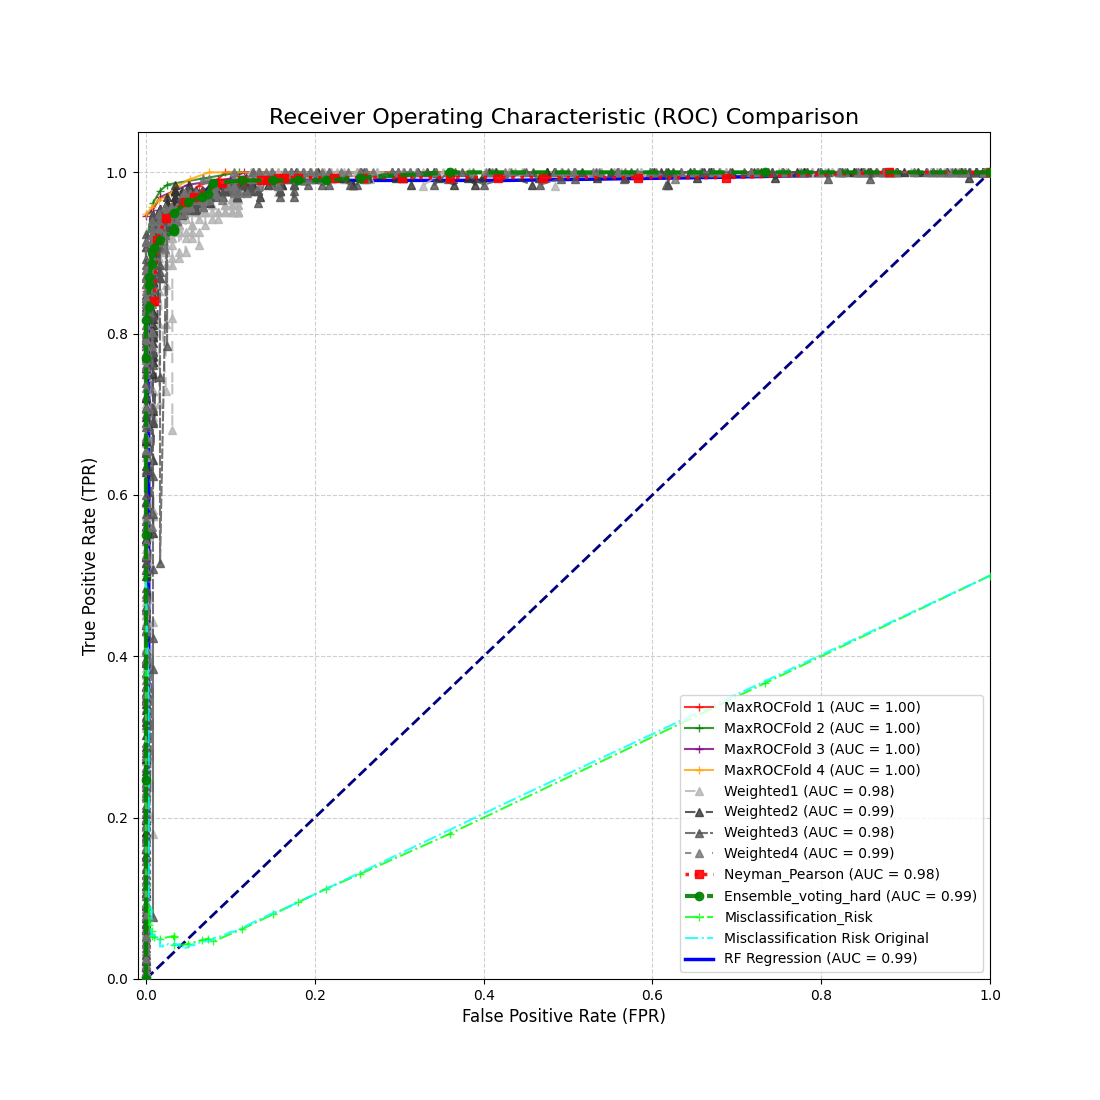 Receiver Operating Characteristic (ROC) Comparison
True Positive Rate (TPR)
1.0
0.8
0.6
0.4
0.2
0.0
MaxROCFold 1 (AUC = 1.00)
MaxROCFold 2 (AUC = 1.00)
MaxROCFold 3 (AUC = 1.00)
MaxROCFold 4 (AUC = 1.00)
Weighted1 (AUC = 0.98)
Weighted2 (AUC = 0.99)
Weighted3 (AUC = 0.98)
Weighted4 (AUC = 0.99)
Neyman_Pearson (AUC = 0.98)
Ensemble_voting_hard (AUC = 0.99)
Misclassification_Risk
Misclassification Risk Original
RF Regression (AUC = 0.99)
0.0 0.2 0.4 0.6 0.8 1.0
False Positive Rate (FPR)